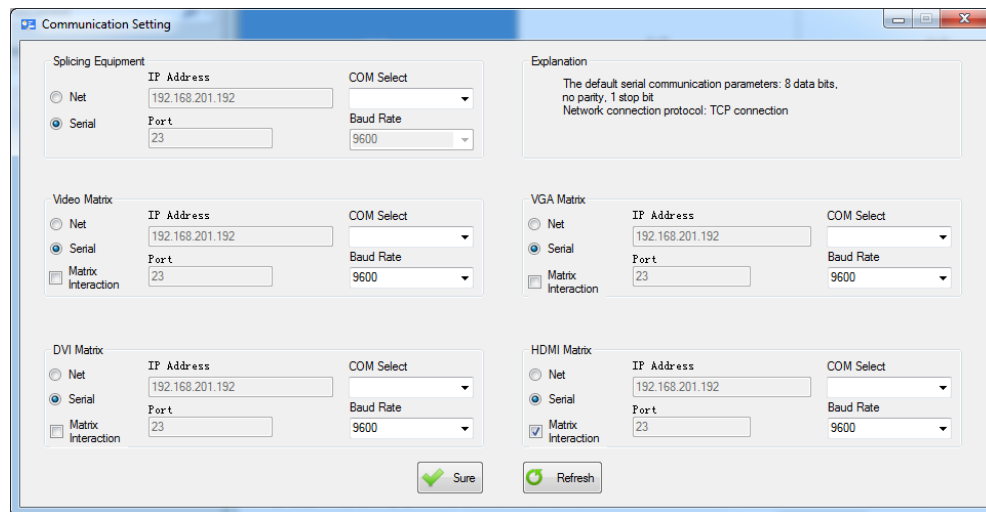 Communication Setting
Splicing Equipment
IP Address
COM Select
Net
192.168.201.192
Serial
Port
Baud Rate
23
9600
Explanation
The default serial communication parameters: 8 data bits,
no parity, 1 stop bit
Network connection protocol: TCP connection
Video Matrix
IP Address
COM Select
Net
192.168.201.192
Serial
Port
Baud Rate
Matrix
Interaction
23
9600
VGA Matrix
IP Address
COM Select
Net
192.168.201.192
Serial
Port
Baud Rate
Matrix
Interaction
23
9600
DVI Matrix
IP Address
COM Select
Net
192.168.201.192
Serial
Port
Baud Rate
Matrix
Interaction
23
9600
HDMI Matrix
IP Address
COM Select
Net
192.168.201.192
Serial
Port
Baud Rate
Matrix
Interaction
23
9600
Sure
Refresh